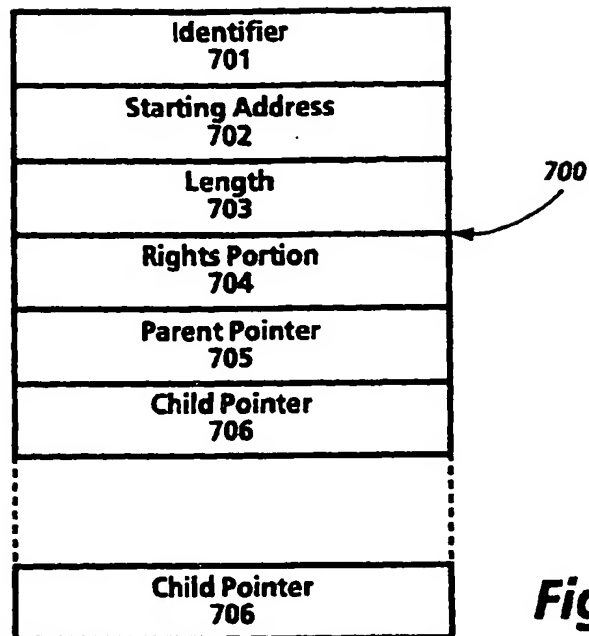 Identifier
701
Starting Address
702
Length
703
700
Rights Portion
704
Parent Pointer
705
Child Pointer
706
Child Pointer
706
Fig